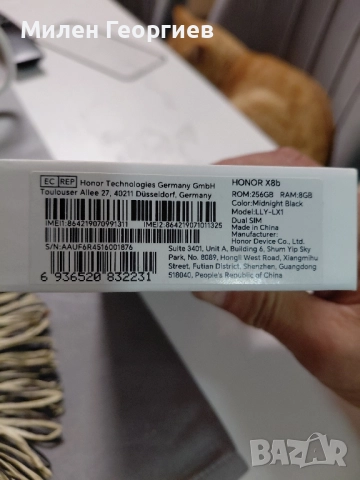 Милен Георгиев
EC REP Honor Technologies Germany GmbH
Toulouser Allee 27, 40211 Düsseldorf, Germany
IMEI1:864219070991311 IMEI2:864219071011325
S/N:AAUF6R4516001876
6 936520 832231
HONOR X8b
ROM:256GB RAM:8GB
Color:Midnight Black
Model:LLY-LX1
Dual SIM
Made in China
Manufacturer:
Honor Device Co., Ltd.
Suite 3401, Unit A, Building 6, Shum Yip Sky
Park, No. 8089, Hongli West Road, Xiangmihu
Street, Futian District, Shenzhen, Guangdong
518040, People's Republic of China
BAZAR
.bg